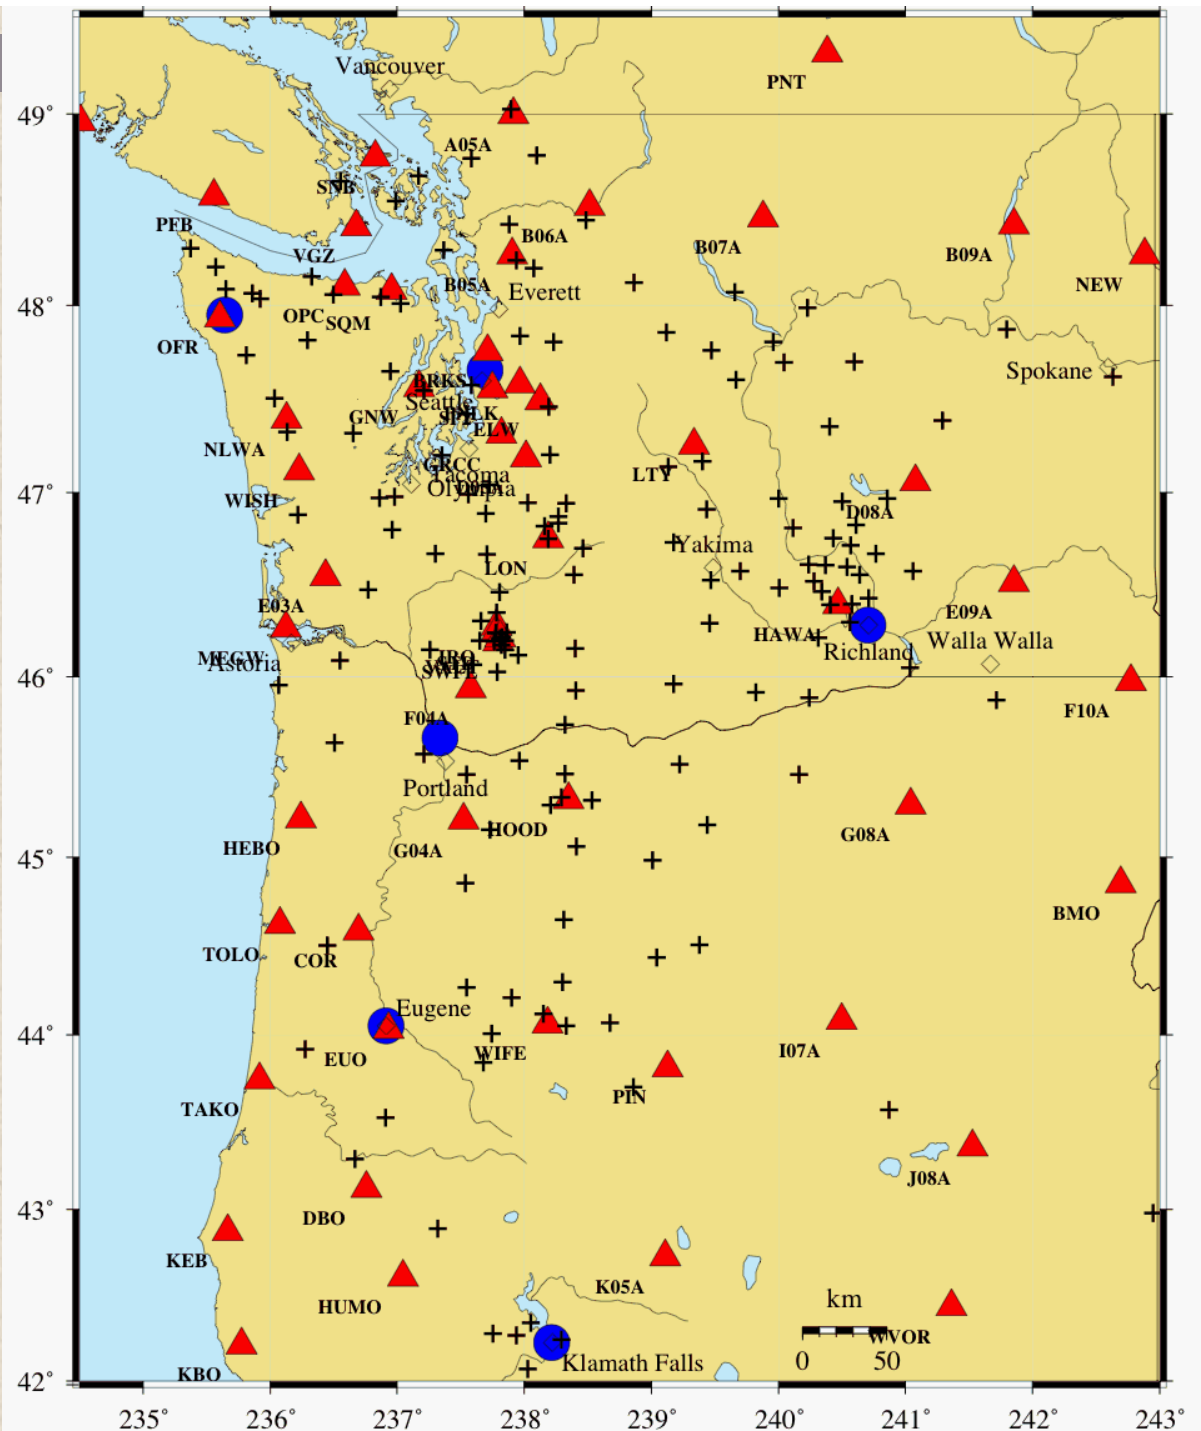 Vancouver
PNT
49°
A05A
SNB
PFB
B06A
B07A
B09A
VGZ
NEW
B05A
Everett
48°
OPC
SQM
OFR
Spokane
BRKS
Seattle
GNW
ELW
NLWA
GRCC
Tacoma
LTY
47°
Olympia
WISH
D08A
Yakima
LON
E03A
E09A
HAWA
Walla Walla
Richland
MEGW
Astoria
46°
SWFL
F04A
F10A
Portland
HOOD
G08A
HEBO
G04A
45°
BMO
TOLO
COR
Eugene
44°
WIFE
I07A
EUO
PIN
TAKO
J08A
43°
DBO
KEB
K05A
HUMO
km
WVOR
0 50
Klamath Falls
KBO
42°
235° 236° 237° 238° 239° 240° 241° 242° 243°